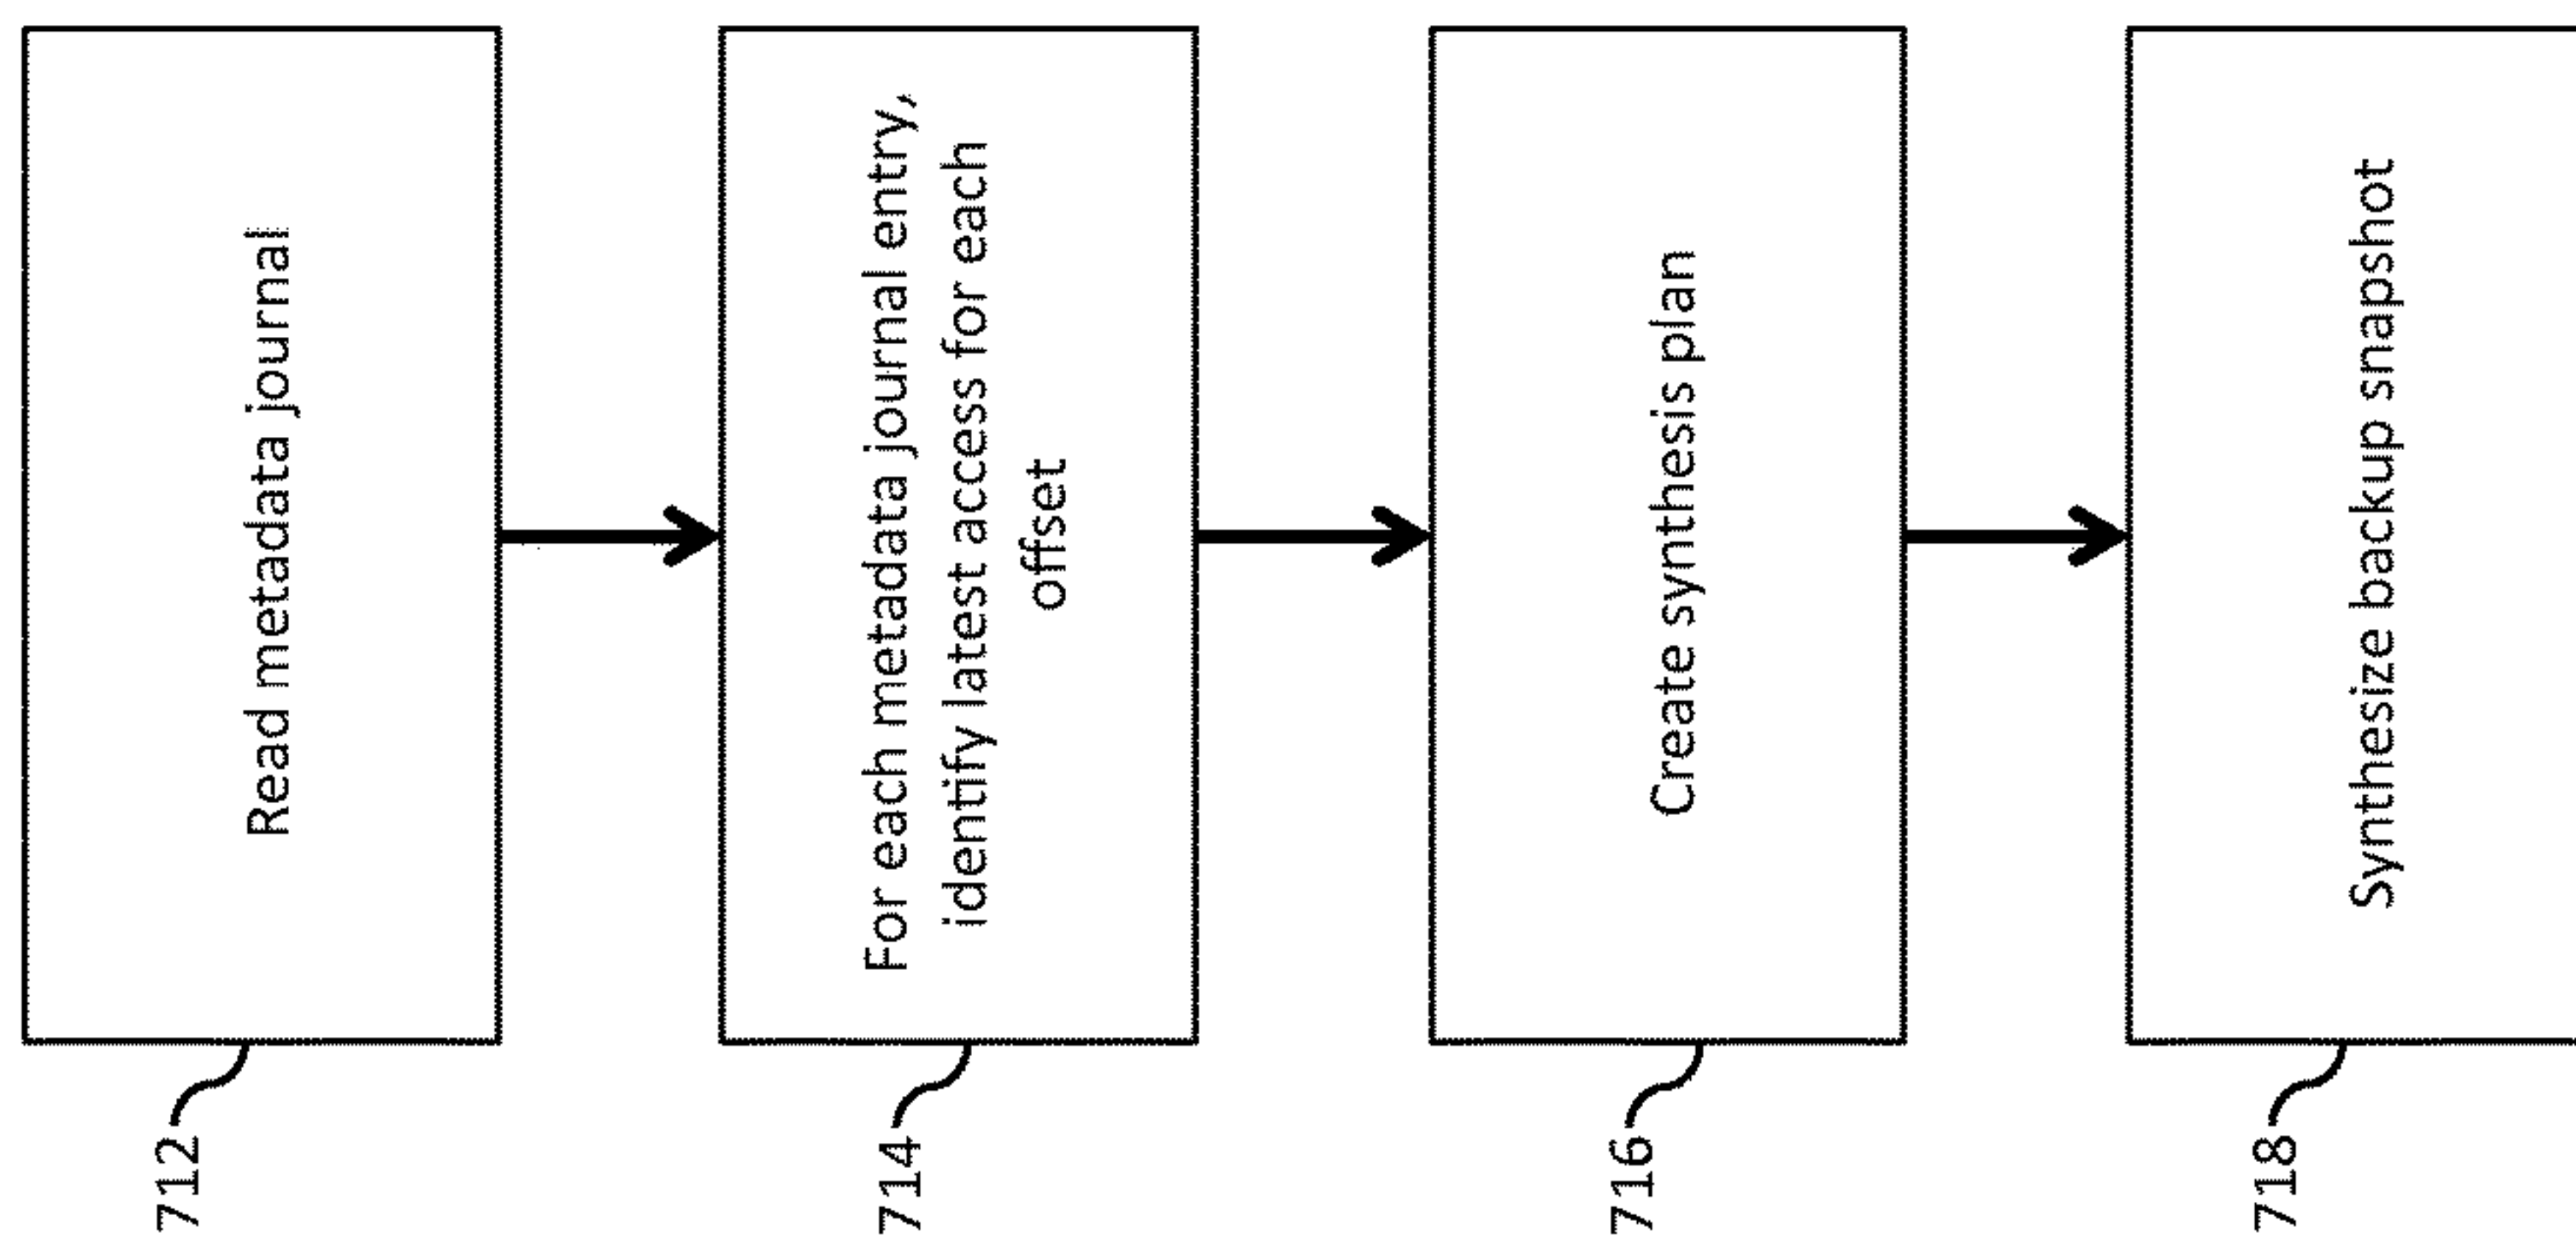 712
Read metadata journal
714
For each metadata journal entry,
identify latest access for each
offset
716
Create synthesis plan
718
Synthesize backup snapshot